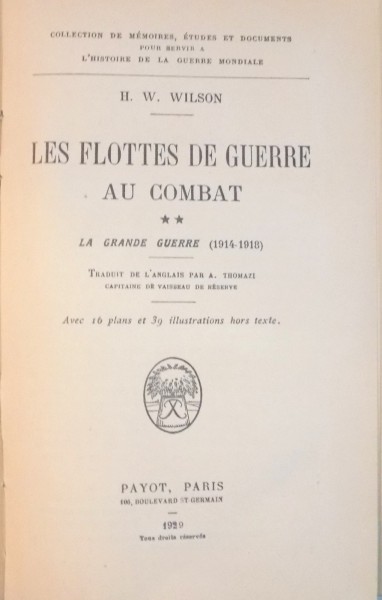 COLLECTION DE MÉMOIRES, ÉTUDES ET DOCUMENTS
POUR SERVIR A
L'HISTOIRE DE LA GUERRE MONDIALE
H. W. WILSON
LES FLOTTES DE GUERRE
AU COMBAT
★★
LA GRANDE GUERRE (1914-1918)
TRADUIT DE L'ANGLAIS PAR A. THOMAZI
CAPITAINE DE VAISSEAU DE RÉSERVE
Avec 16 plans et 39 illustrations hors texte.
PAYOT, PARIS
106, BOULEVARD ST-GERMAIN
1929
Tous droits réservés